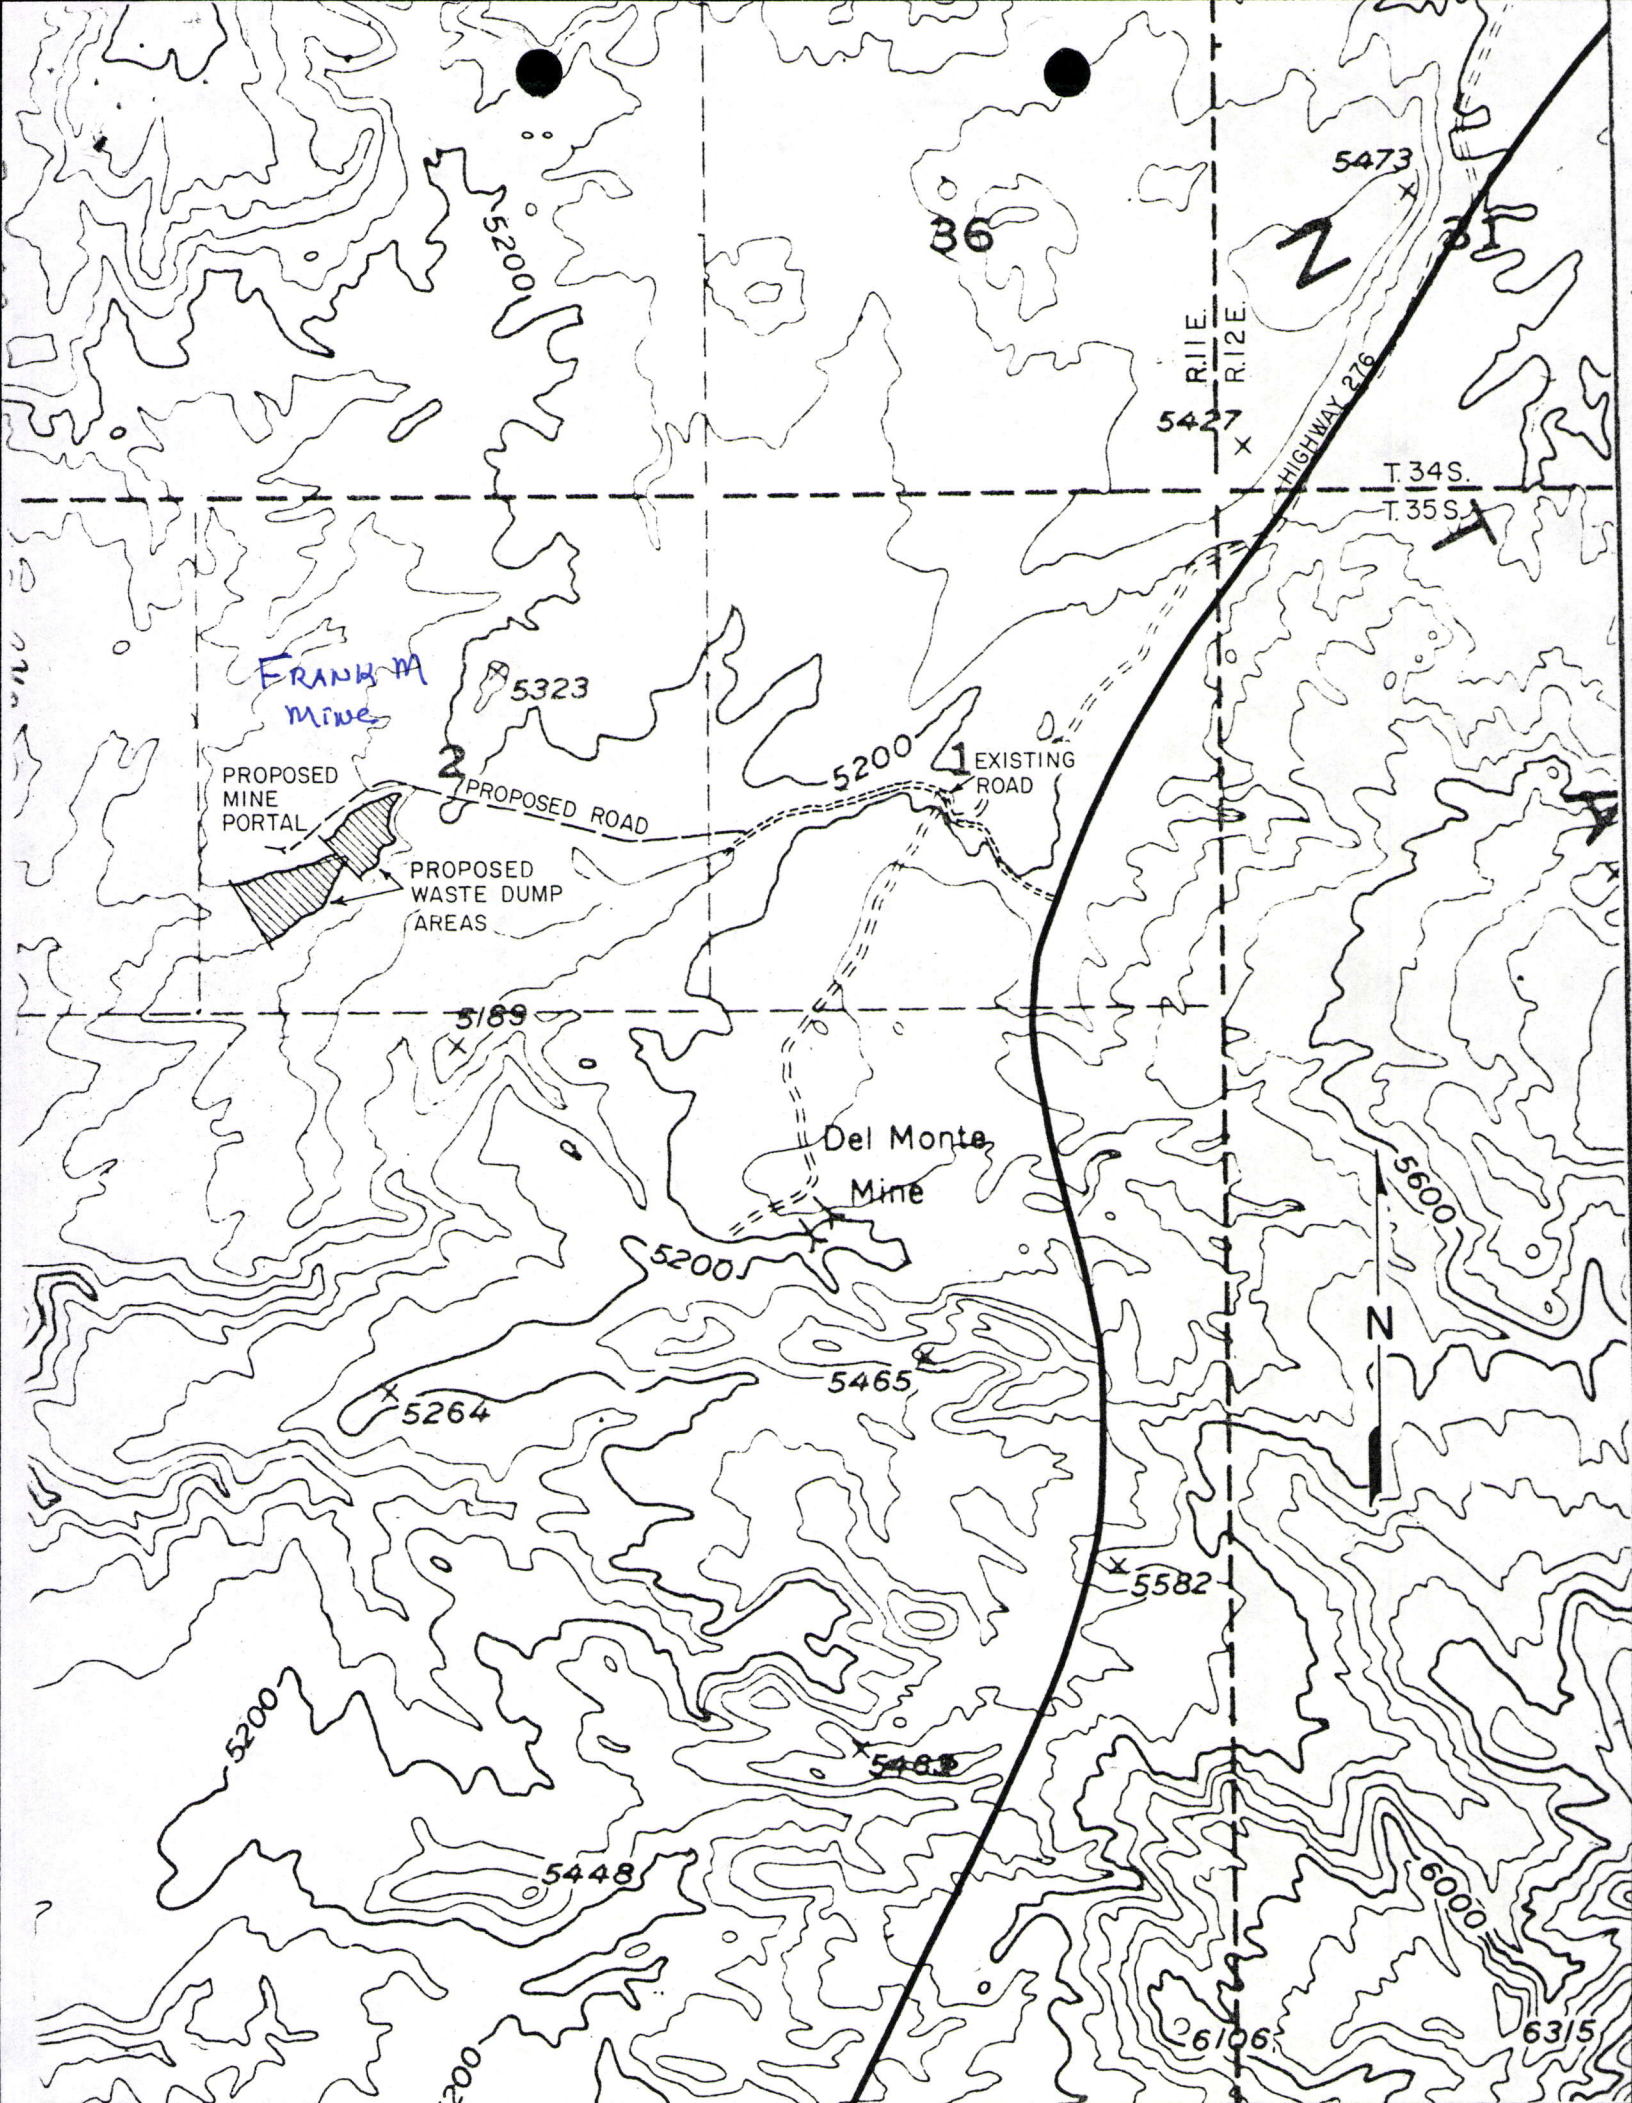 5473
5200
36
N
31
R.11E.
R.12E.
HIGHWAY 276
5427
T. 34S.
T. 35S.
FRANK M
Mine
5323
2
1
5200
EXISTING
ROAD
PROPOSED
MINE
PORTAL
PROPOSED ROAD
PROPOSED
WASTE DUMP
AREAS
5189
Del Monte
Mine
5600
5200
N
5465
5264
5582
5200
5448
6000
6106
6315
200